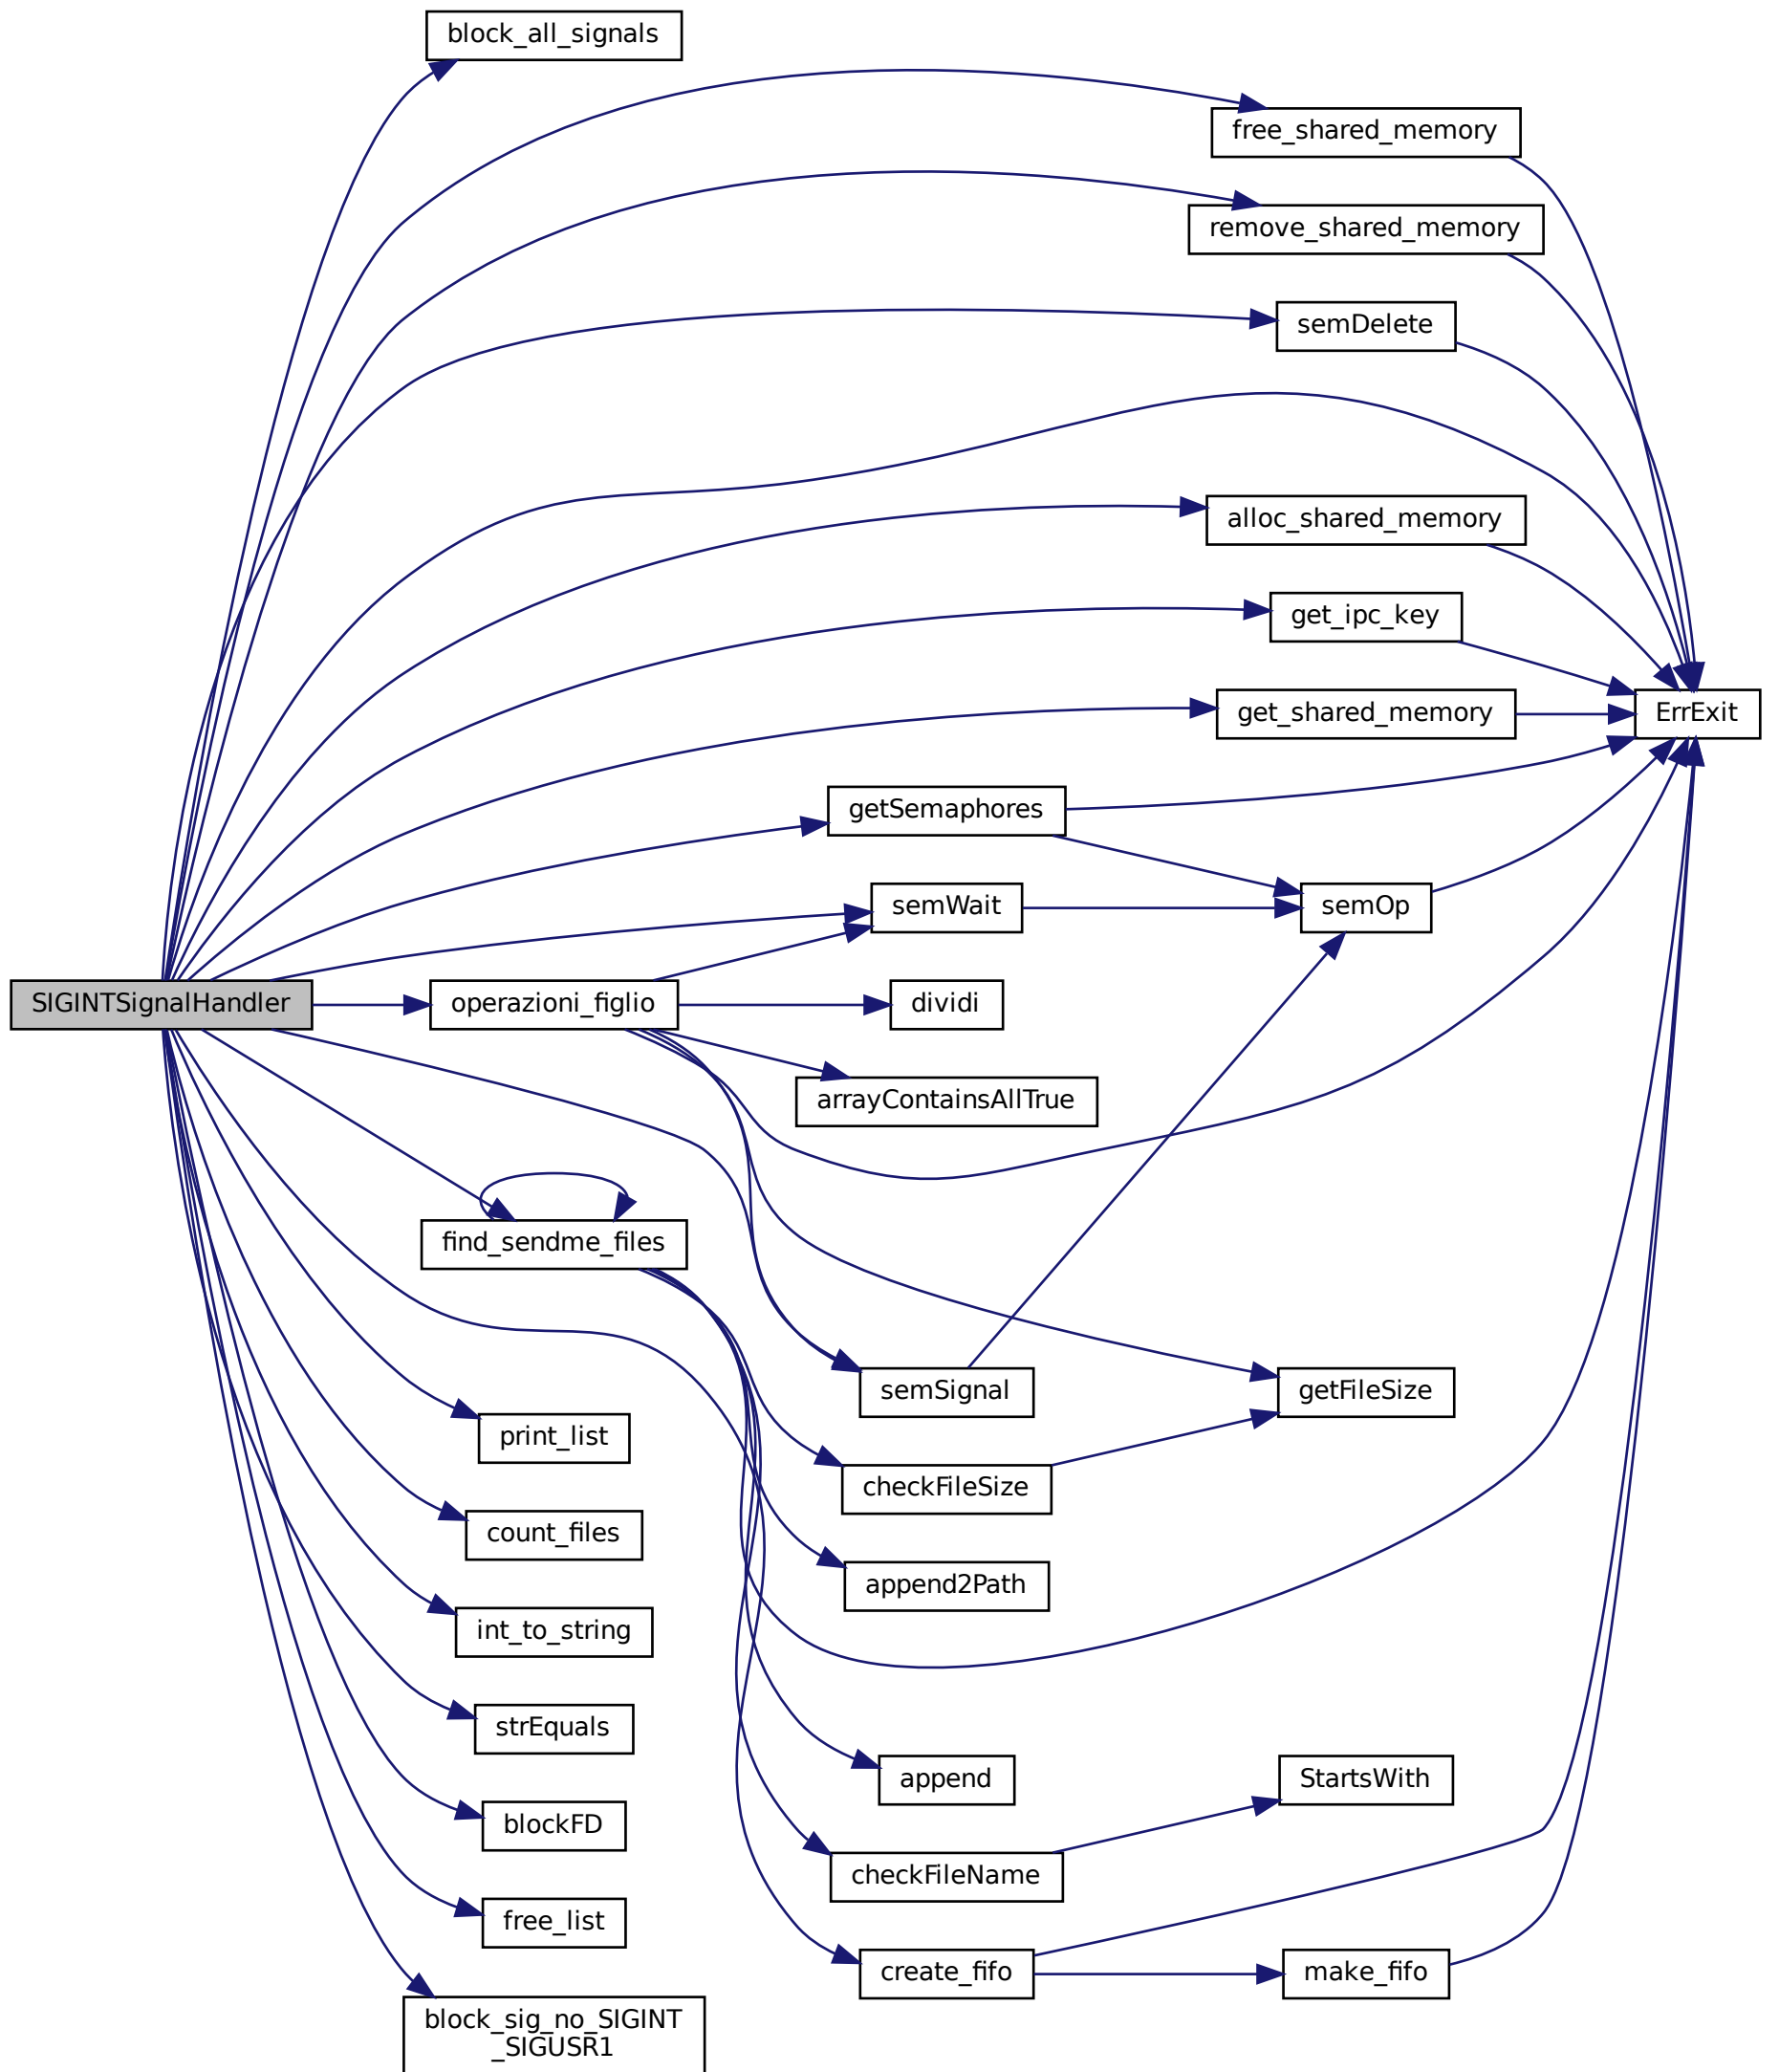 block_all_signals
free_shared_memory
remove_shared_memory
semDelete
alloc_shared_memory
get_ipc_key
get_shared_memory
ErrExit
getSemaphores
semWait
semOp
SIGINTSignalHandler
operazioni_figlio
dividi
arrayContainsAllTrue
find_sendme_files
semSignal
getFileSize
print_list
checkFileSize
count_files
append2Path
int_to_string
strEquals
append
StartsWith
blockFD
checkFileName
free_list
create_fifo
make_fifo
block_sig_no_SIGINT
_SIGUSR1